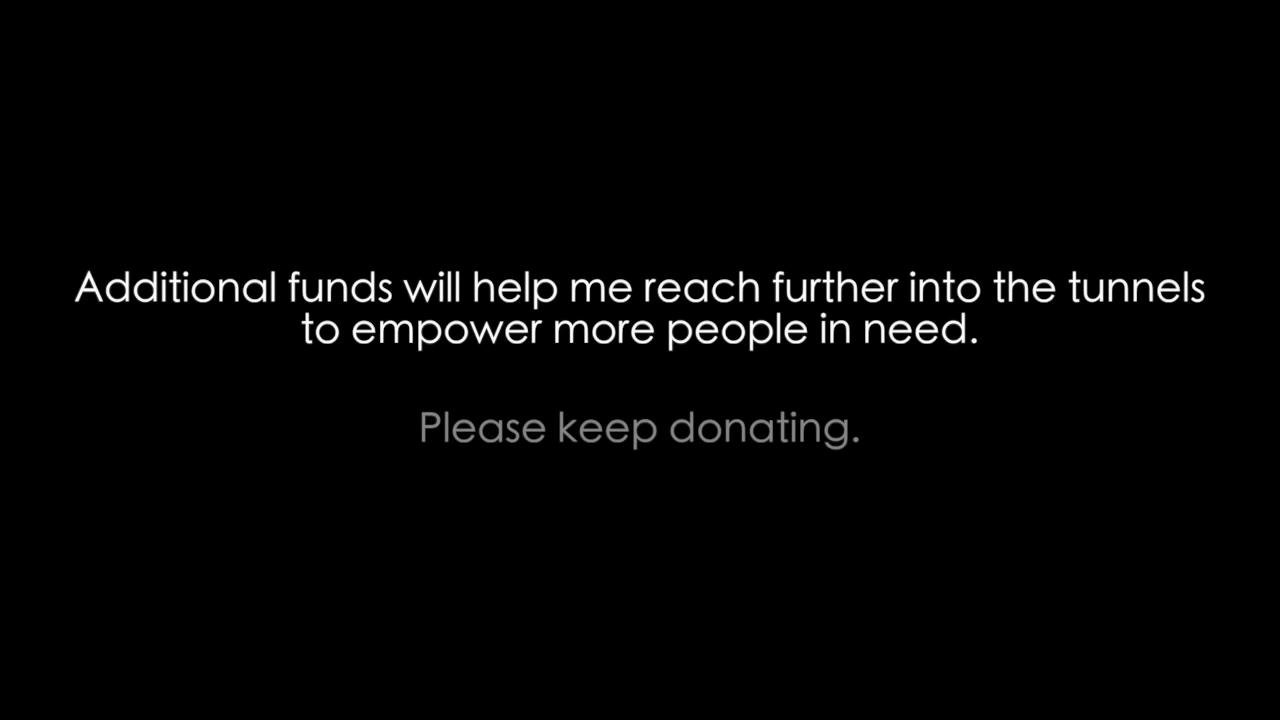 Additional funds will help me reach further into the tunnels
to empower more people in need.
Please keep donating.